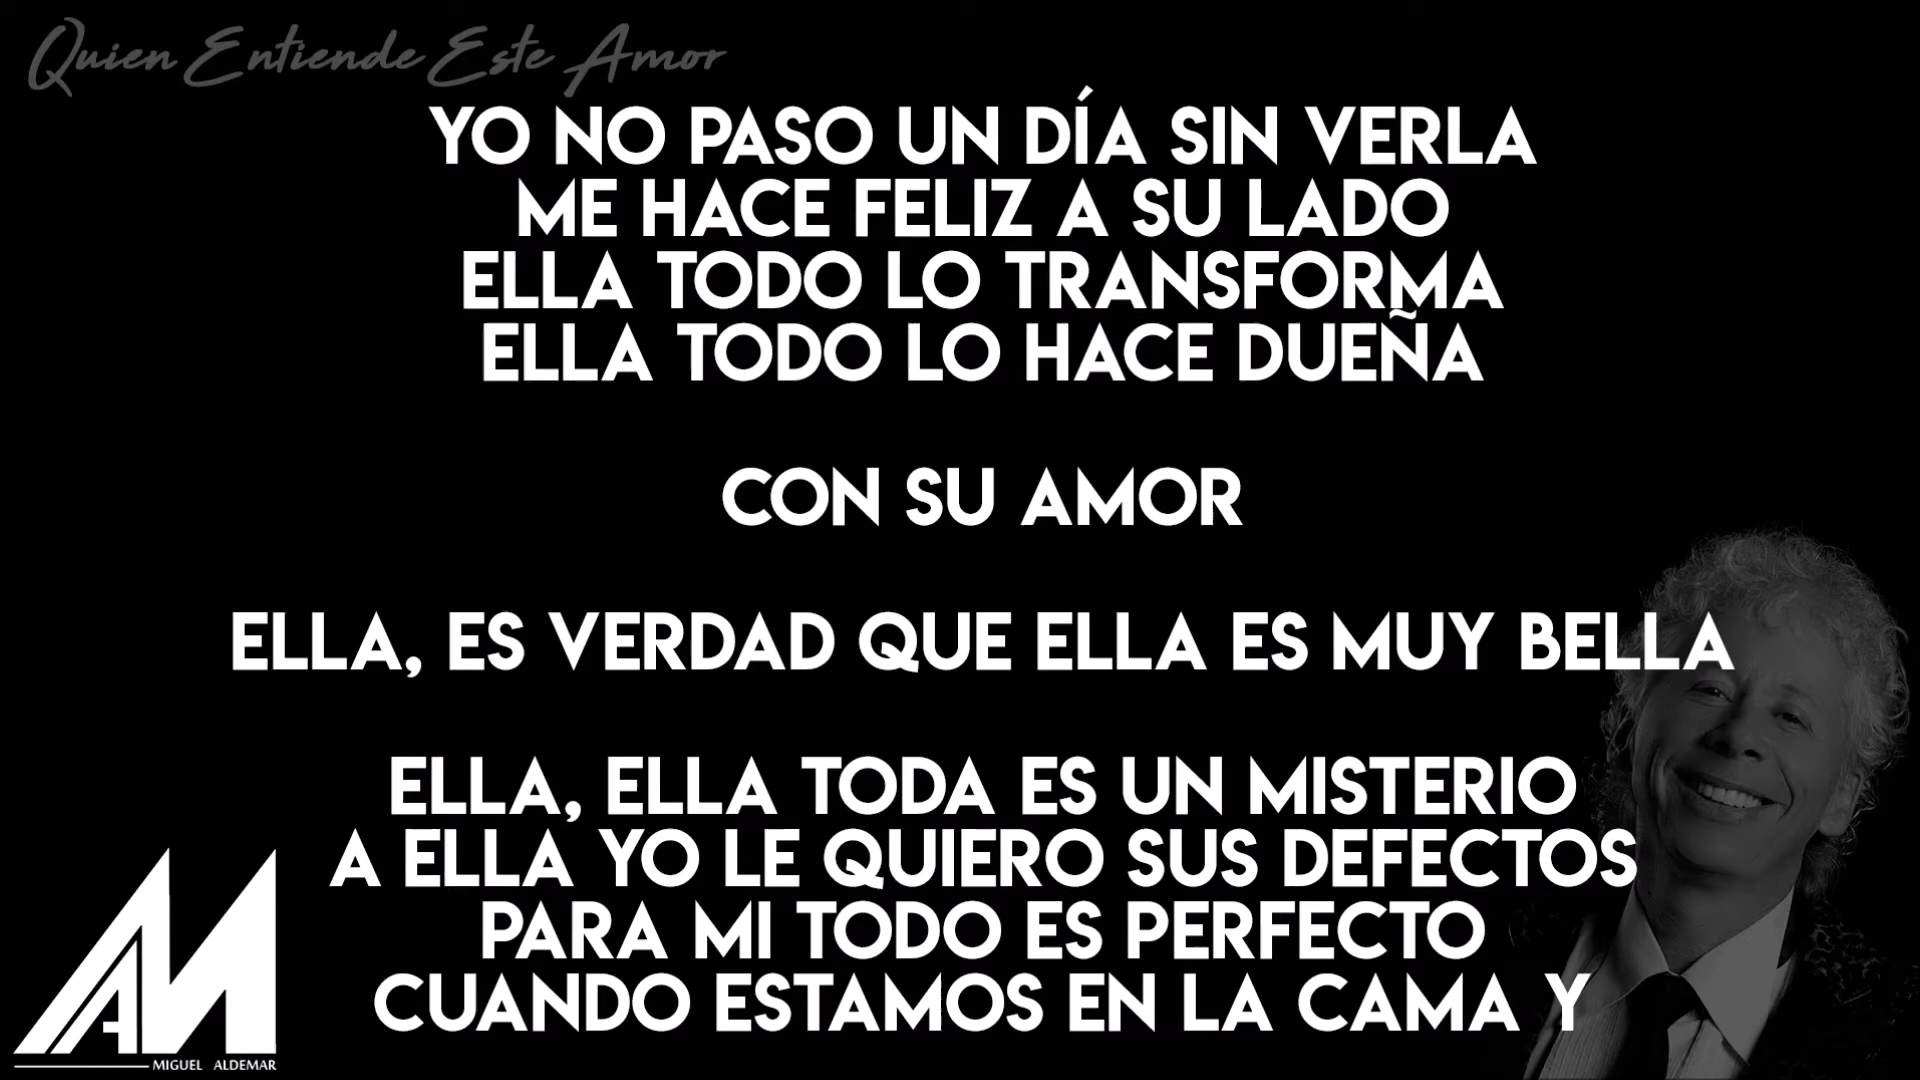 Quien Entiende Este Amor
YO NO PASO UN DÍA SIN VERLA
ME HACE FELIZ A SU LADO
ELLA TODO LO TRANSFORMA
ELLA TODO LO HACE DUEÑA
CON SU AMOR
ELLA, ES VERDAD QUE ELLA ES MUY BELLA
ELLA, ELLA TODA ES UN MISTERIO
A ELLA YO LE QUIERO SUS DEFECTOS
PARA MI TODO ES PERFECTO
CUANDO ESTAMOS EN LA CAMA Y
AM
MIGUEL ALDEMAR